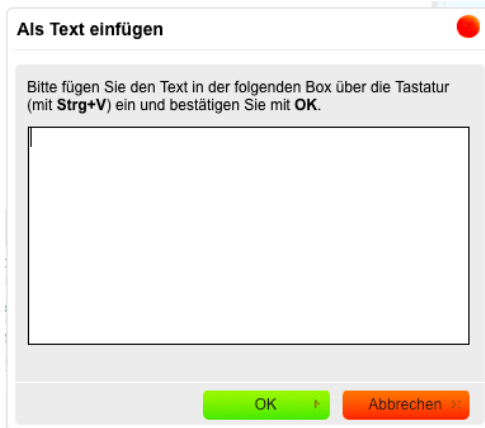 Als Text einfügen
Bitte fügen Sie den Text in der folgenden Box über die Tastatur
(mit Strg+V) ein und bestätigen Sie mit OK.
OK
Abbrechen